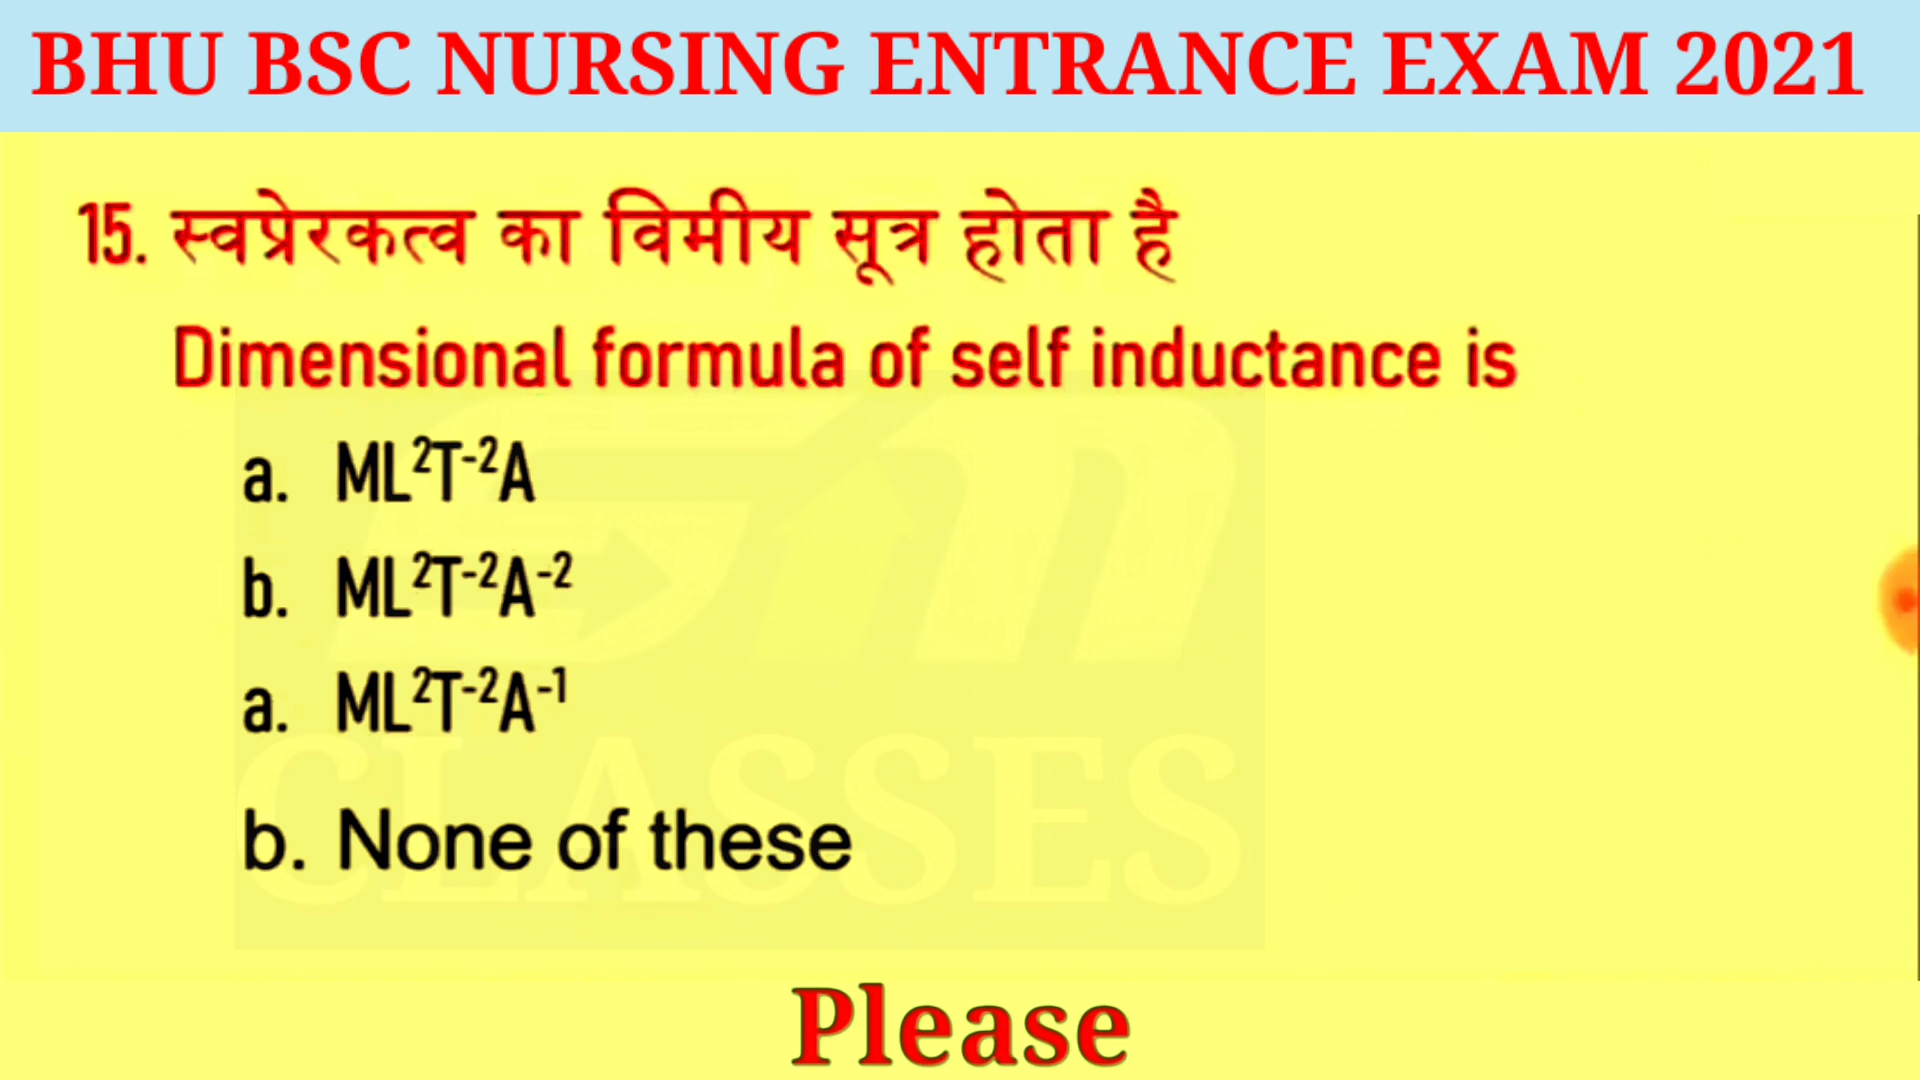 BHU BSC NURSING ENTRANCE EXAM 2021
15. स्वप्रेरकत्व का विमीय सूत्र होता है
Dimensional formula of self inductance is
a. ML²T⁻²A
b. ML²T⁻²A⁻²
a. ML²T⁻²A⁻¹
b. None of these
CLASSES
Please